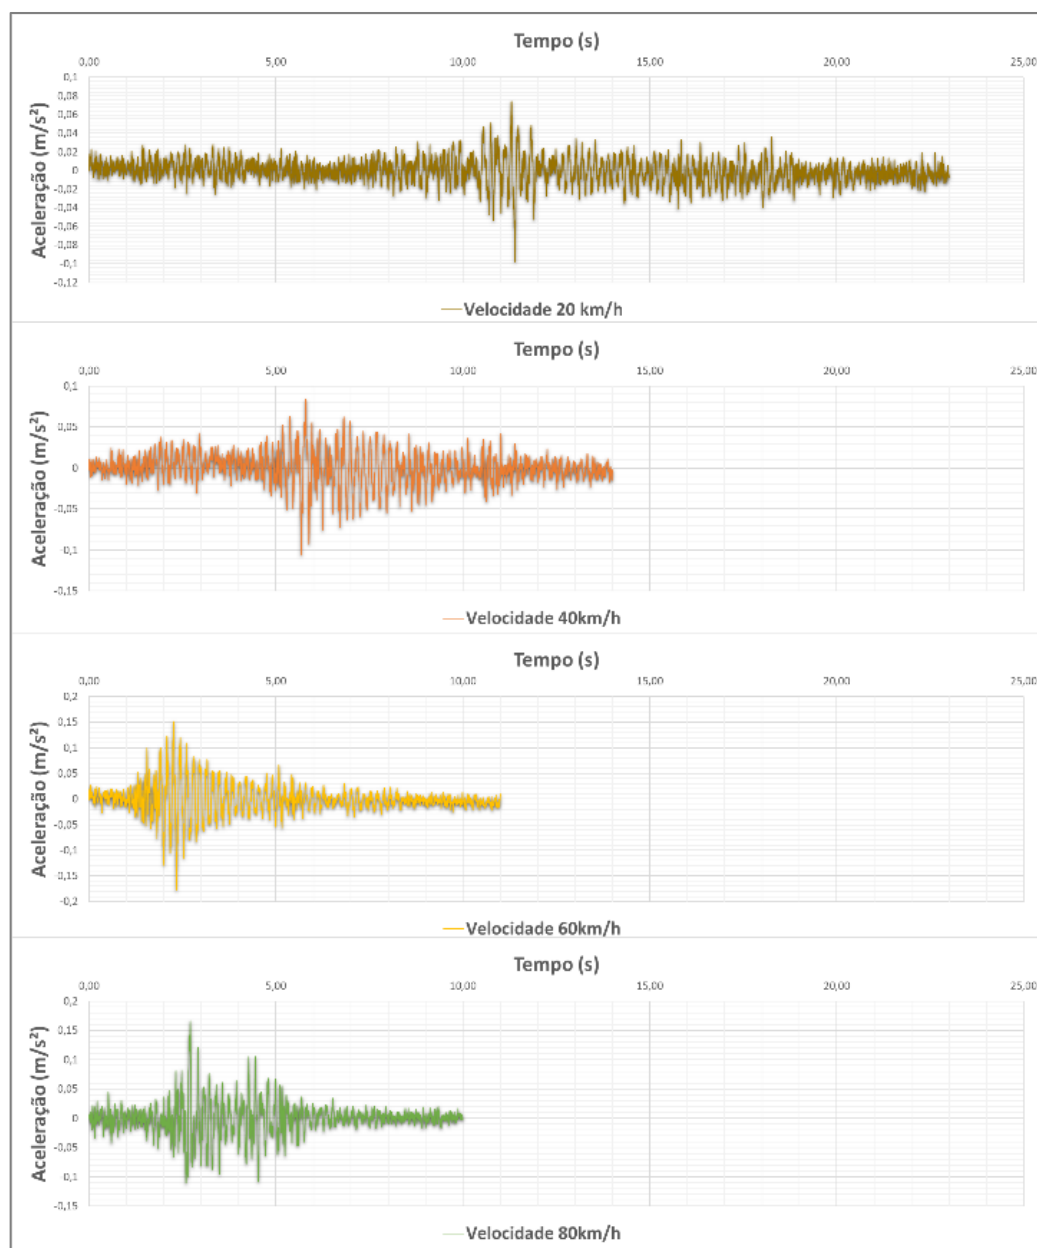 Tempo (s)
0,00 5,00 10,00 15,00 20,00 25,00
Aceleração (m/s²)
0,1
0,08
0,06
0,04
0,02
0
-0,02
-0,04
-0,06
-0,08
-0,1
-0,12
Velocidade 20 km/h
Tempo (s)
0,00 5,00 10,00 15,00 20,00 25,00
Aceleração (m/s²)
0,1
0,05
0
-0,05
-0,1
-0,15
Velocidade 40km/h
Tempo (s)
0,00 5,00 10,00 15,00 20,00 25,00
Aceleração (m/s²)
0,2
0,15
0,1
0,05
0
-0,05
-0,1
-0,15
-0,2
Velocidade 60km/h
Tempo (s)
0,00 5,00 10,00 15,00 20,00 25,00
Aceleração (m/s²)
0,2
0,15
0,1
0,05
0
-0,05
-0,1
-0,15
Velocidade 80km/h